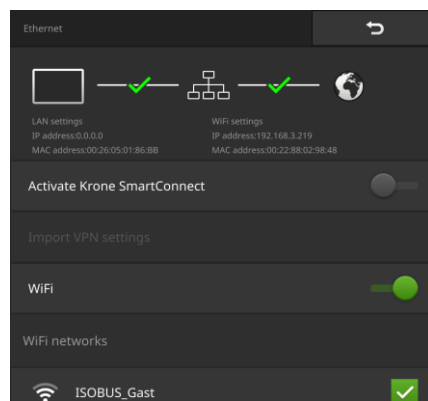 Ethernet
LAN settings
IP address:0.0.0.0
MAC address:00:26:05:01:86:BB
WiFi settings
IP address:192.168.3.219
MAC address:00:22:88:02:98:48
Activate Krone SmartConnect
Import VPN settings
WiFi
WiFi networks
ISOBUS_Gast